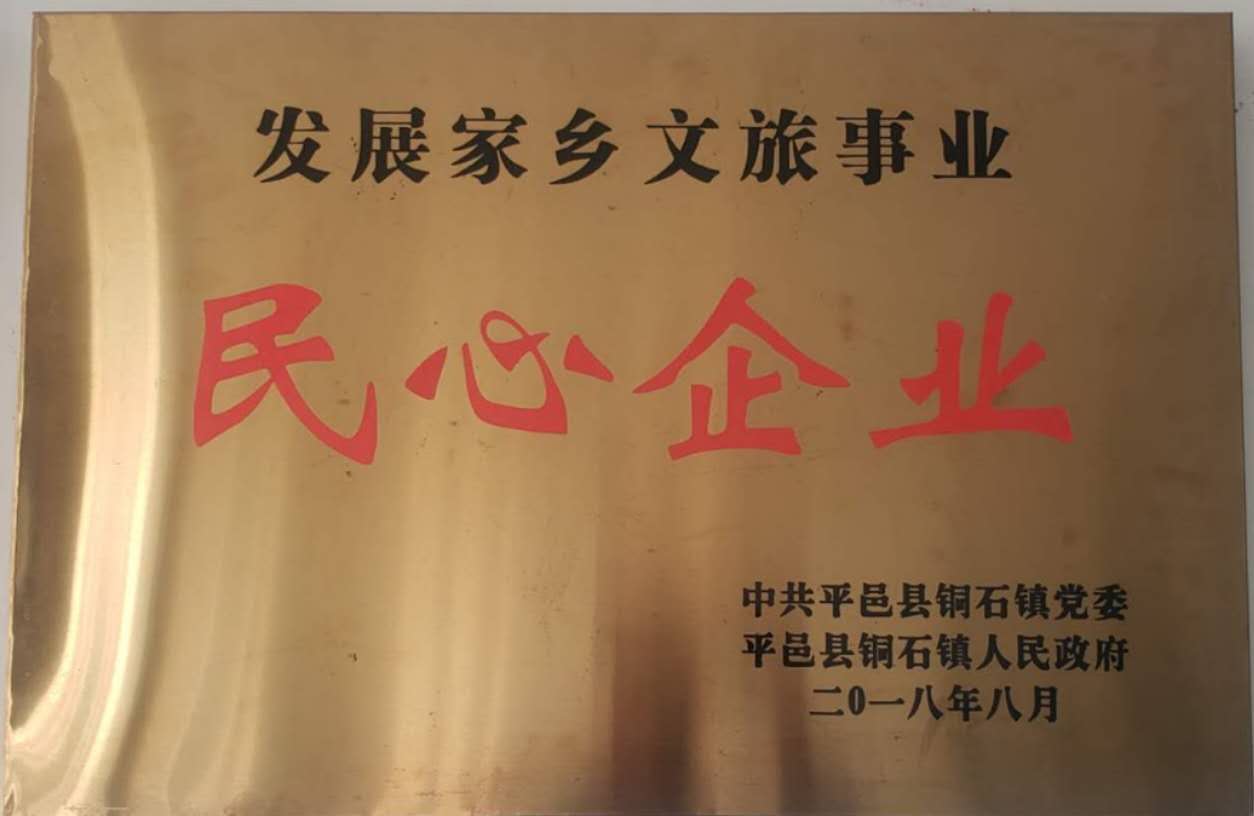 发展家乡文旅事业
民心企业
中共平邑县铜石镇党委
平邑县铜石镇人民政府
二0一八年八月